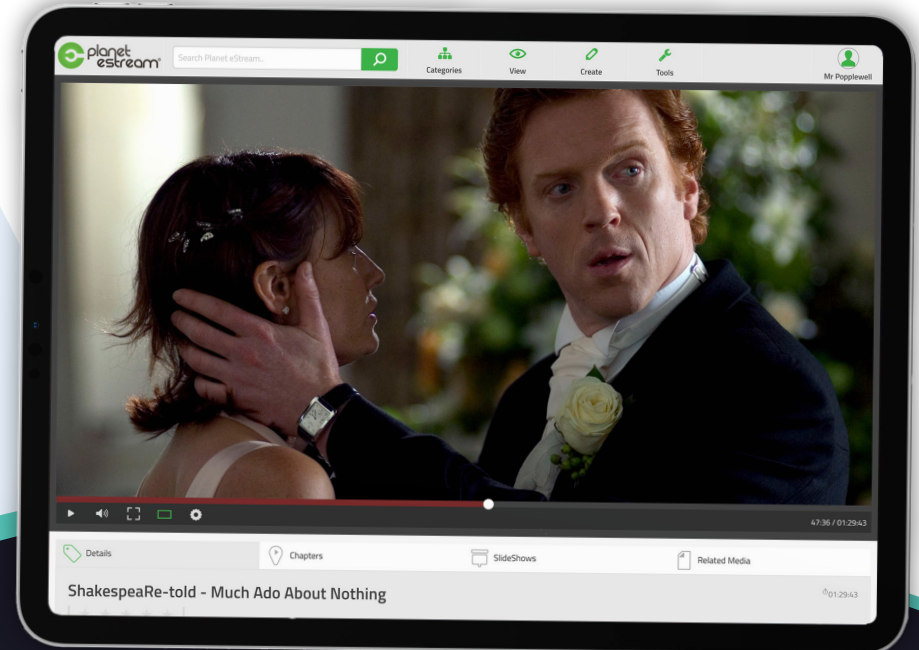 planet
estream®
Search Planet eStream..
Categories
View
Create
Tools
Mr Popplewell
47:36 / 01:29:43
Details
Chapters
SlideShows
Related Media
ShakespeaRe-told - Much Ado About Nothing
01:29:43